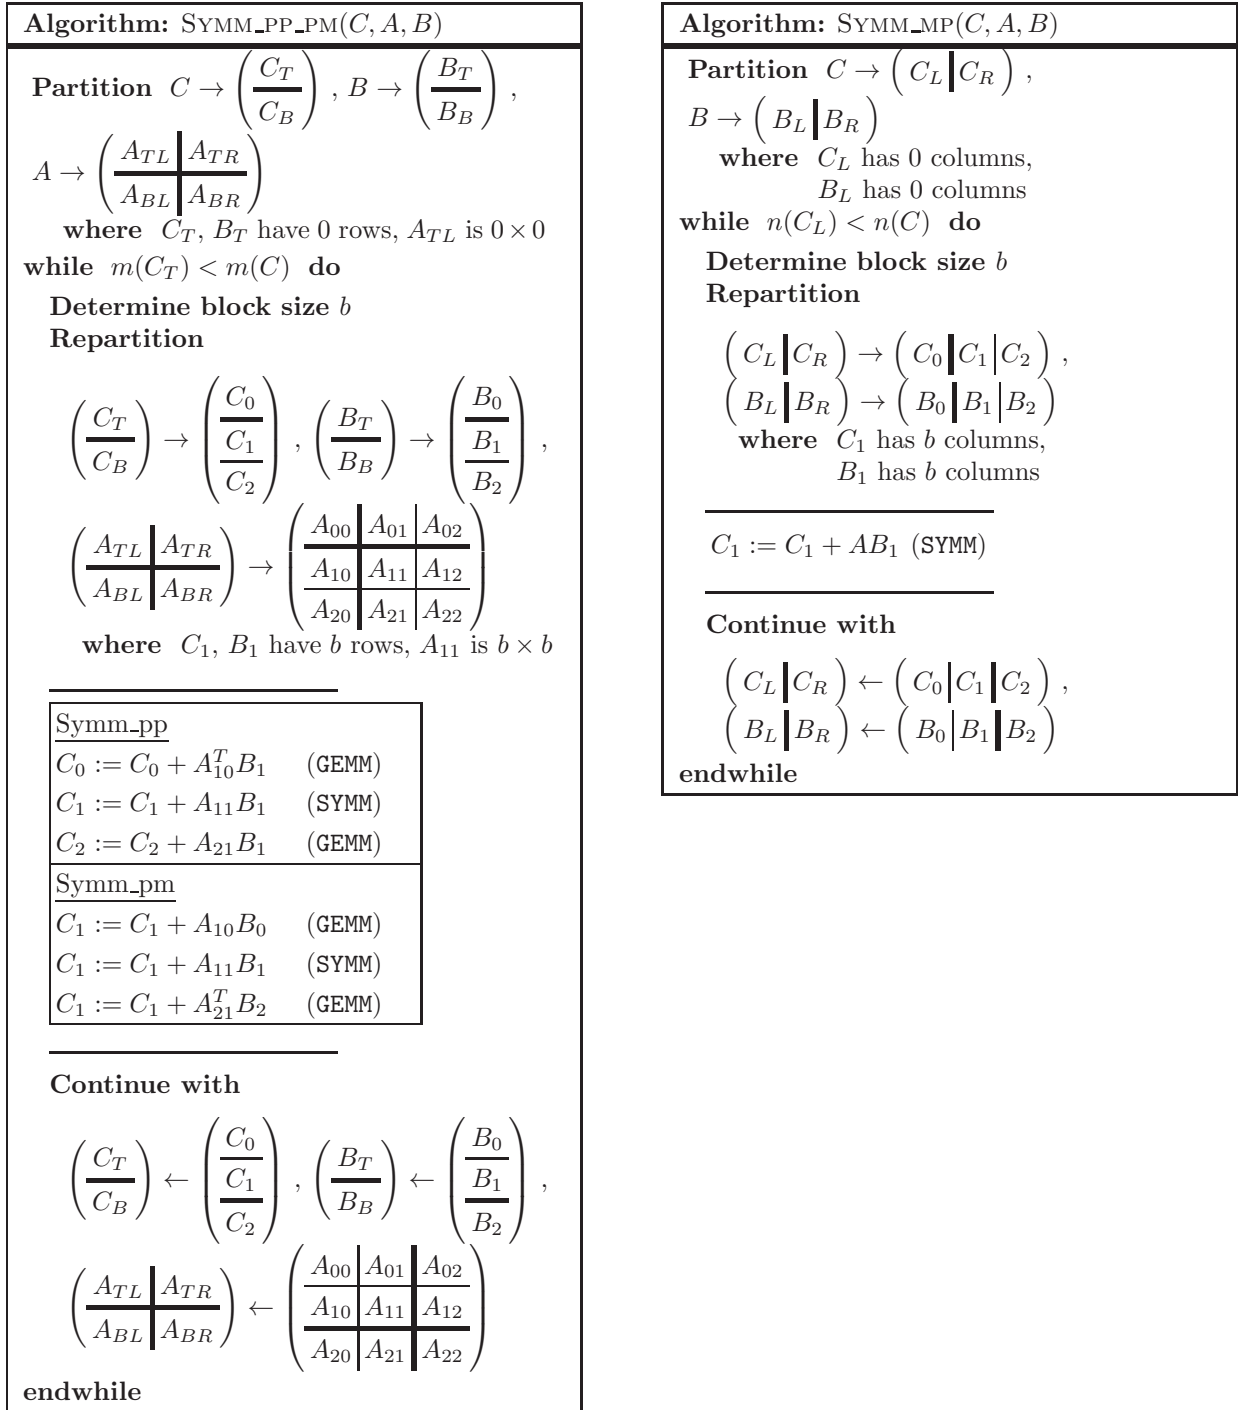 Algorithm: SYMM_PP_PM(C, A, B)
Partition C → ( C_T / C_B ) , B → ( B_T / B_B ) ,
A → ( A_TL | A_TR / A_BL | A_BR )
where C_T, B_T have 0 rows, A_TL is 0 × 0
while m(C_T) < m(C) do
Determine block size b
Repartition
( C_T / C_B ) → ( C_0 / C_1 / C_2 ) , ( B_T / B_B ) → ( B_0 / B_1 / B_2 ) ,
( A_TL | A_TR / A_BL | A_BR ) → ( A_00 | A_01 | A_02 / A_10 | A_11 | A_12 / A_20 | A_21 | A_22 )
where C_1, B_1 have b rows, A_11 is b × b
Symm_pp
C_0 := C_0 + A_10^T B_1 (GEMM)
C_1 := C_1 + A_11 B_1 (SYMM)
C_2 := C_2 + A_21 B_1 (GEMM)
Symm_pm
C_1 := C_1 + A_10 B_0 (GEMM)
C_1 := C_1 + A_11 B_1 (SYMM)
C_1 := C_1 + A_21^T B_2 (GEMM)
Continue with
( C_T / C_B ) ← ( C_0 / C_1 / C_2 ) , ( B_T / B_B ) ← ( B_0 / B_1 / B_2 ) ,
( A_TL | A_TR / A_BL | A_BR ) ← ( A_00 | A_01 | A_02 / A_10 | A_11 | A_12 / A_20 | A_21 | A_22 )
endwhile
Algorithm: SYMM_MP(C, A, B)
Partition C → ( C_L | C_R ) ,
B → ( B_L | B_R )
where C_L has 0 columns,
B_L has 0 columns
while n(C_L) < n(C) do
Determine block size b
Repartition
( C_L | C_R ) → ( C_0 | C_1 | C_2 ) ,
( B_L | B_R ) → ( B_0 | B_1 | B_2 )
where C_1 has b columns,
B_1 has b columns
C_1 := C_1 + AB_1 (SYMM)
Continue with
( C_L | C_R ) ← ( C_0 | C_1 | C_2 ) ,
( B_L | B_R ) ← ( B_0 | B_1 | B_2 )
endwhile